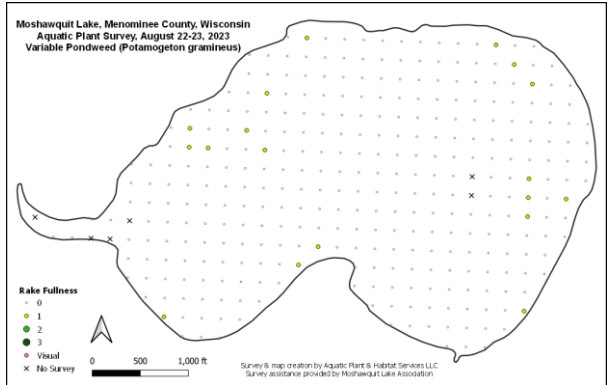 Moshawquit Lake, Menominee County, Wisconsin
Aquatic Plant Survey, August 22-23, 2023
Variable Pondweed (Potamogeton gramineus)
Rake Fullness
0
1
2
3
Visual
No Survey
0 500 1,000 ft
Survey & map creation by Aquatic Plant & Habitat Services LLC
Survey assistance provided by Moshawquit Lake Association